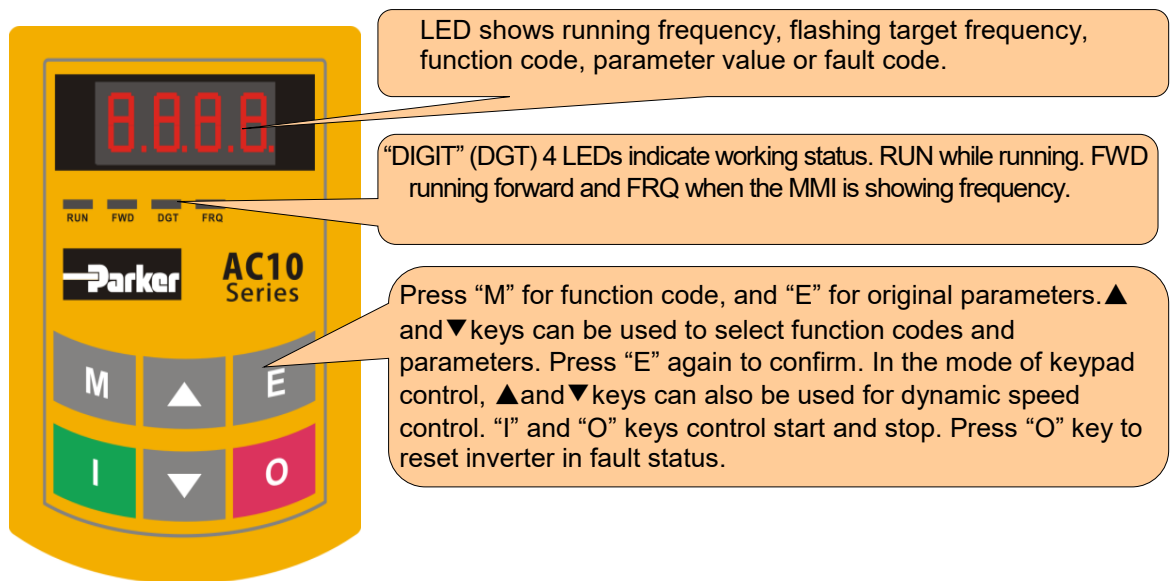 LED shows running frequency, flashing target frequency,
function code, parameter value or fault code.
8.8.8.8.
“DIGIT” (DGT) 4 LEDs indicate working status. RUN while running. FWD
running forward and FRQ when the MMI is showing frequency.
RUN FWD DGT FRQ
Parker
AC10
Series
Press “M” for function code, and “E” for original parameters.▲
and▼keys can be used to select function codes and
parameters. Press “E” again to confirm. In the mode of keypad
control, ▲and▼keys can also be used for dynamic speed
control. “I” and “O” keys control start and stop. Press “O” key to
reset inverter in fault status.
M ▲ E
I ▼ O